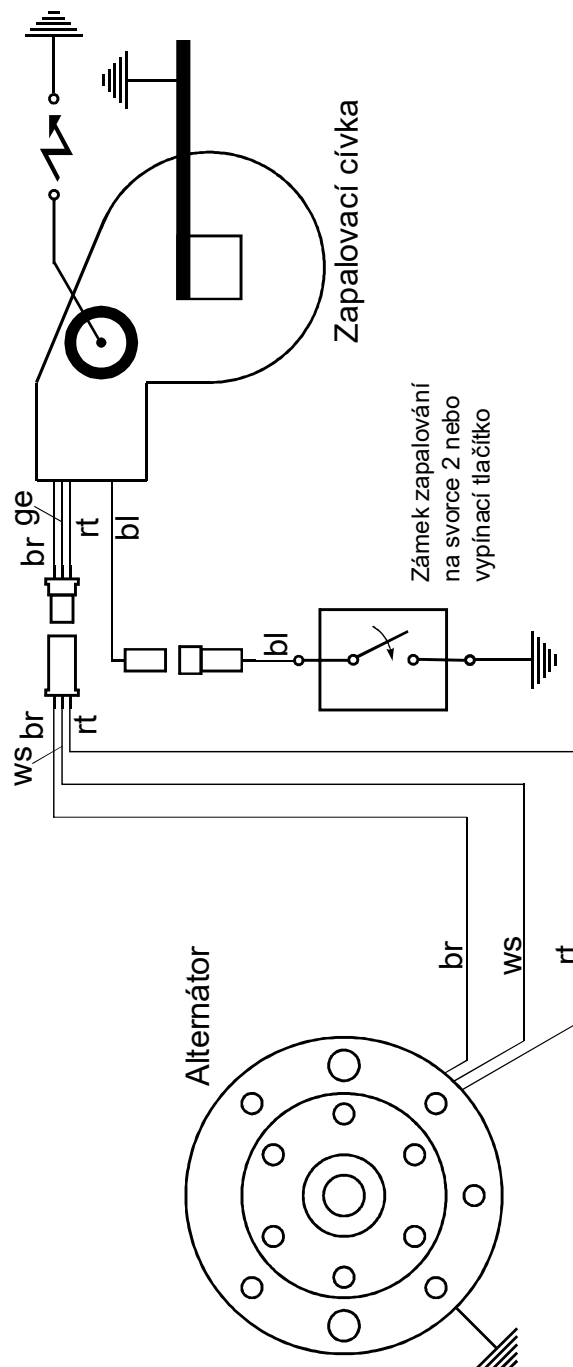 Zapalovací cívka
br
ge
rt
bl
Zámek zapalování
na svorce 2 nebo
vypínací tlačítko
bl
ws
br
rt
Alternátor
br
ws
rt